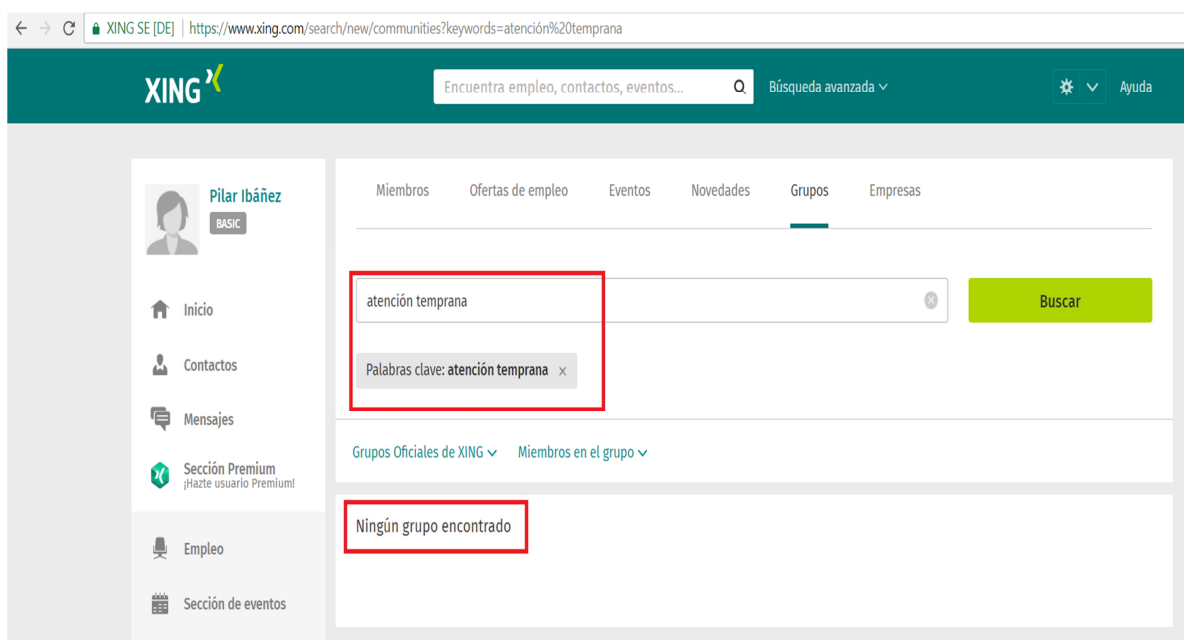 XING SE [DE] | https://www.xing.com/search/new/communities?keywords=atención%20temprana
XING
Encuentra empleo, contactos, eventos...
Búsqueda avanzada
Ayuda
Pilar Ibáñez
BASIC
Inicio
Contactos
Mensajes
Sección Premium
¡Hazte usuario Premium!
Empleo
Sección de eventos
Miembros Ofertas de empleo Eventos Novedades Grupos Empresas
atención temprana
Buscar
Palabras clave: atención temprana ×
Grupos Oficiales de XING Miembros en el grupo
Ningún grupo encontrado